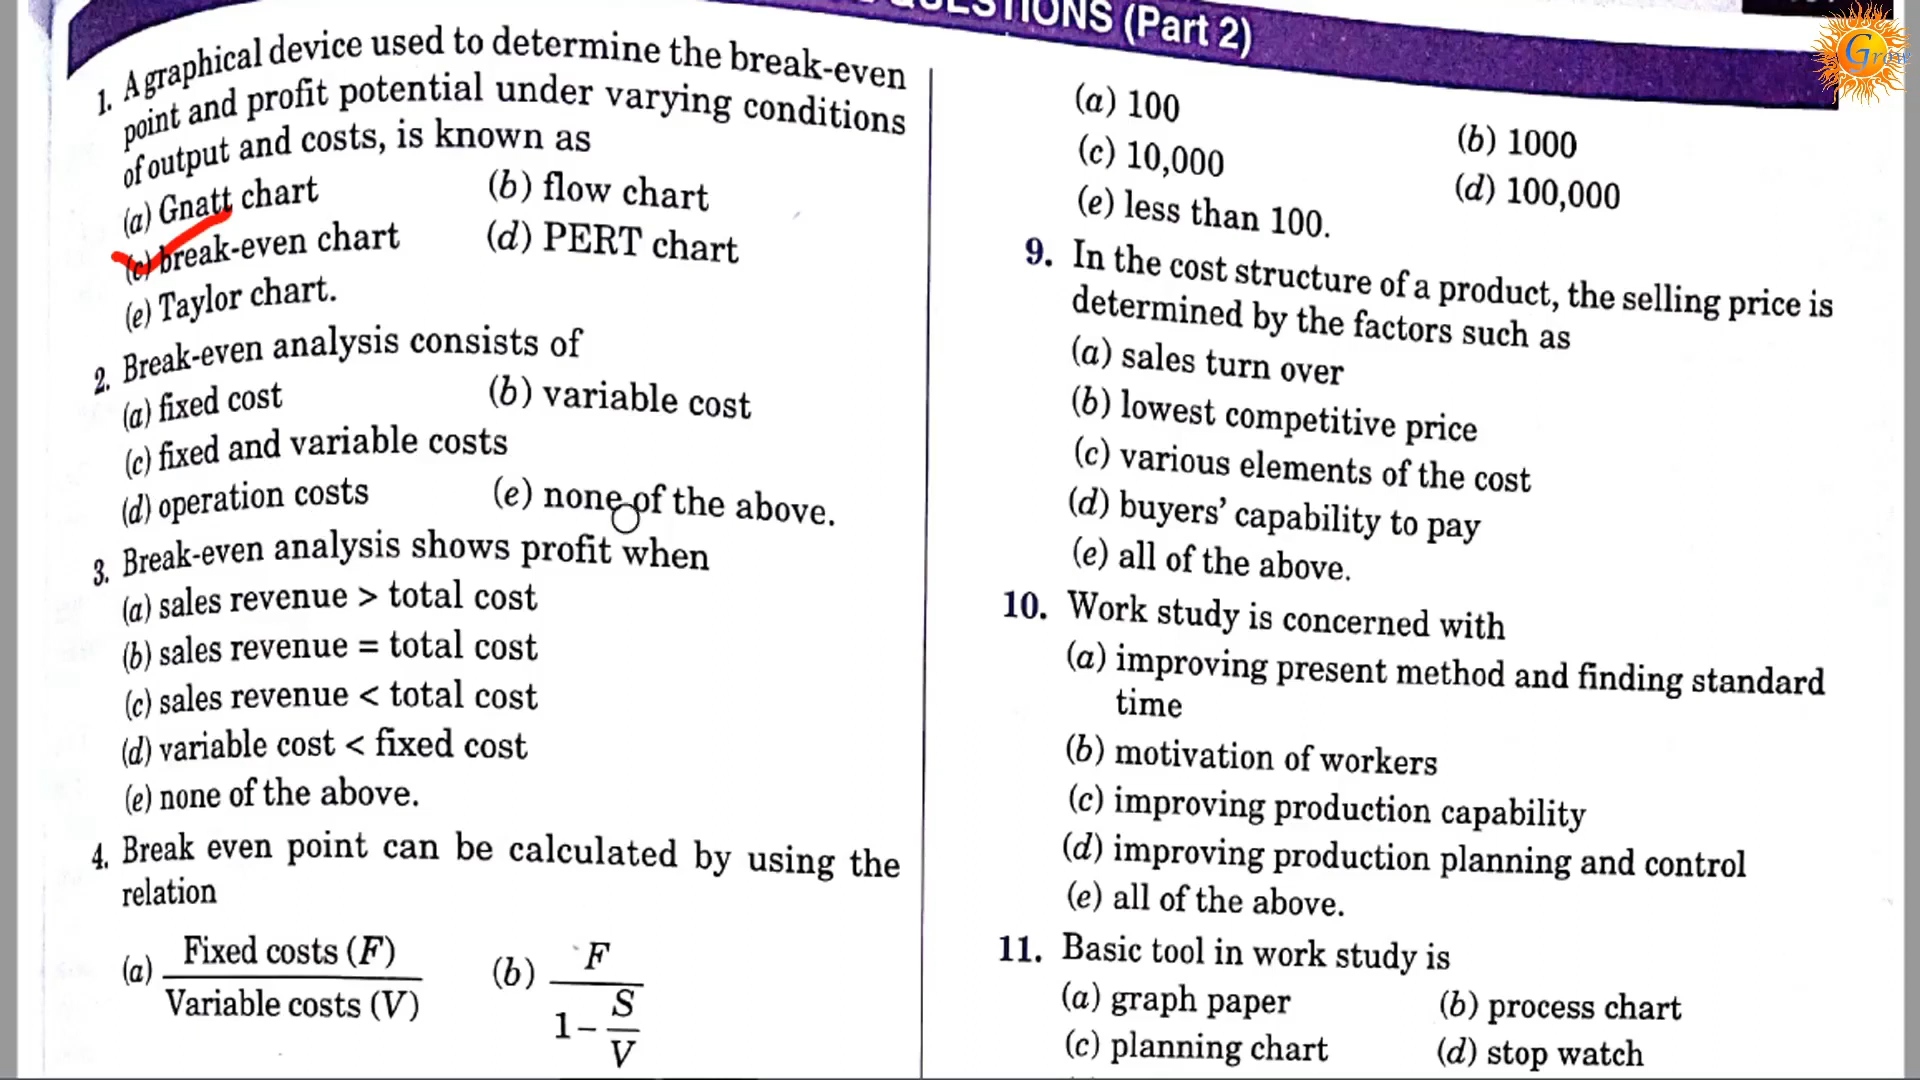 QUESTIONS (Part 2)
1. A graphical device used to determine the break-even
point and profit potential under varying conditions
of output and costs, is known as
(a) Gnatt chart (b) flow chart
(c) break-even chart (d) PERT chart
(e) Taylor chart.
2. Break-even analysis consists of
(a) fixed cost (b) variable cost
(c) fixed and variable costs
(d) operation costs (e) none of the above.
3. Break-even analysis shows profit when
(a) sales revenue > total cost
(b) sales revenue = total cost
(c) sales revenue < total cost
(d) variable cost < fixed cost
(e) none of the above.
4. Break even point can be calculated by using the
relation
(a) Fixed costs (F) / Variable costs (V) (b) F / 1 - S/V
(a) 100 (b) 1000
(c) 10,000 (d) 100,000
(e) less than 100.
9. In the cost structure of a product, the selling price is
determined by the factors such as
(a) sales turn over
(b) lowest competitive price
(c) various elements of the cost
(d) buyers' capability to pay
(e) all of the above.
10. Work study is concerned with
(a) improving present method and finding standard
time
(b) motivation of workers
(c) improving production capability
(d) improving production planning and control
(e) all of the above.
11. Basic tool in work study is
(a) graph paper (b) process chart
(c) planning chart (d) stop watch